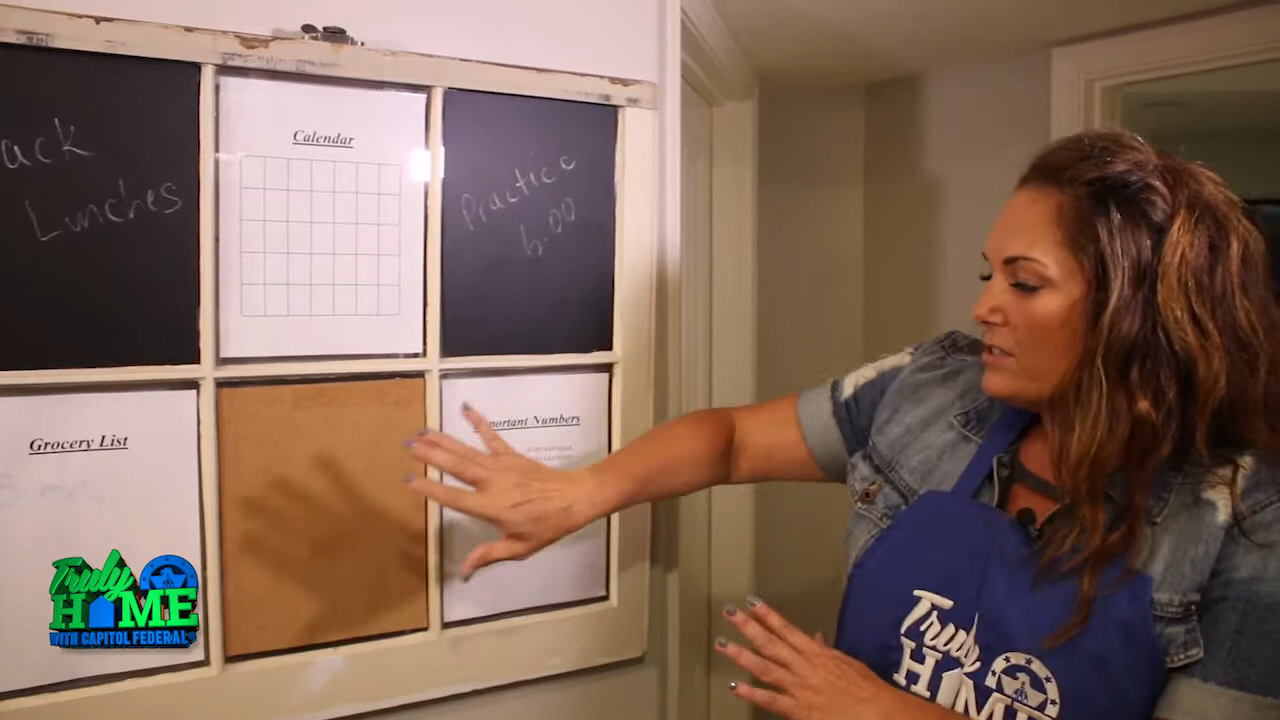 ack
Lunches
Calendar
Practice
6:00
Grocery List
portant Numbers
Truly
HOME
WITH CAPITOL FEDERAL
Truly
HOME